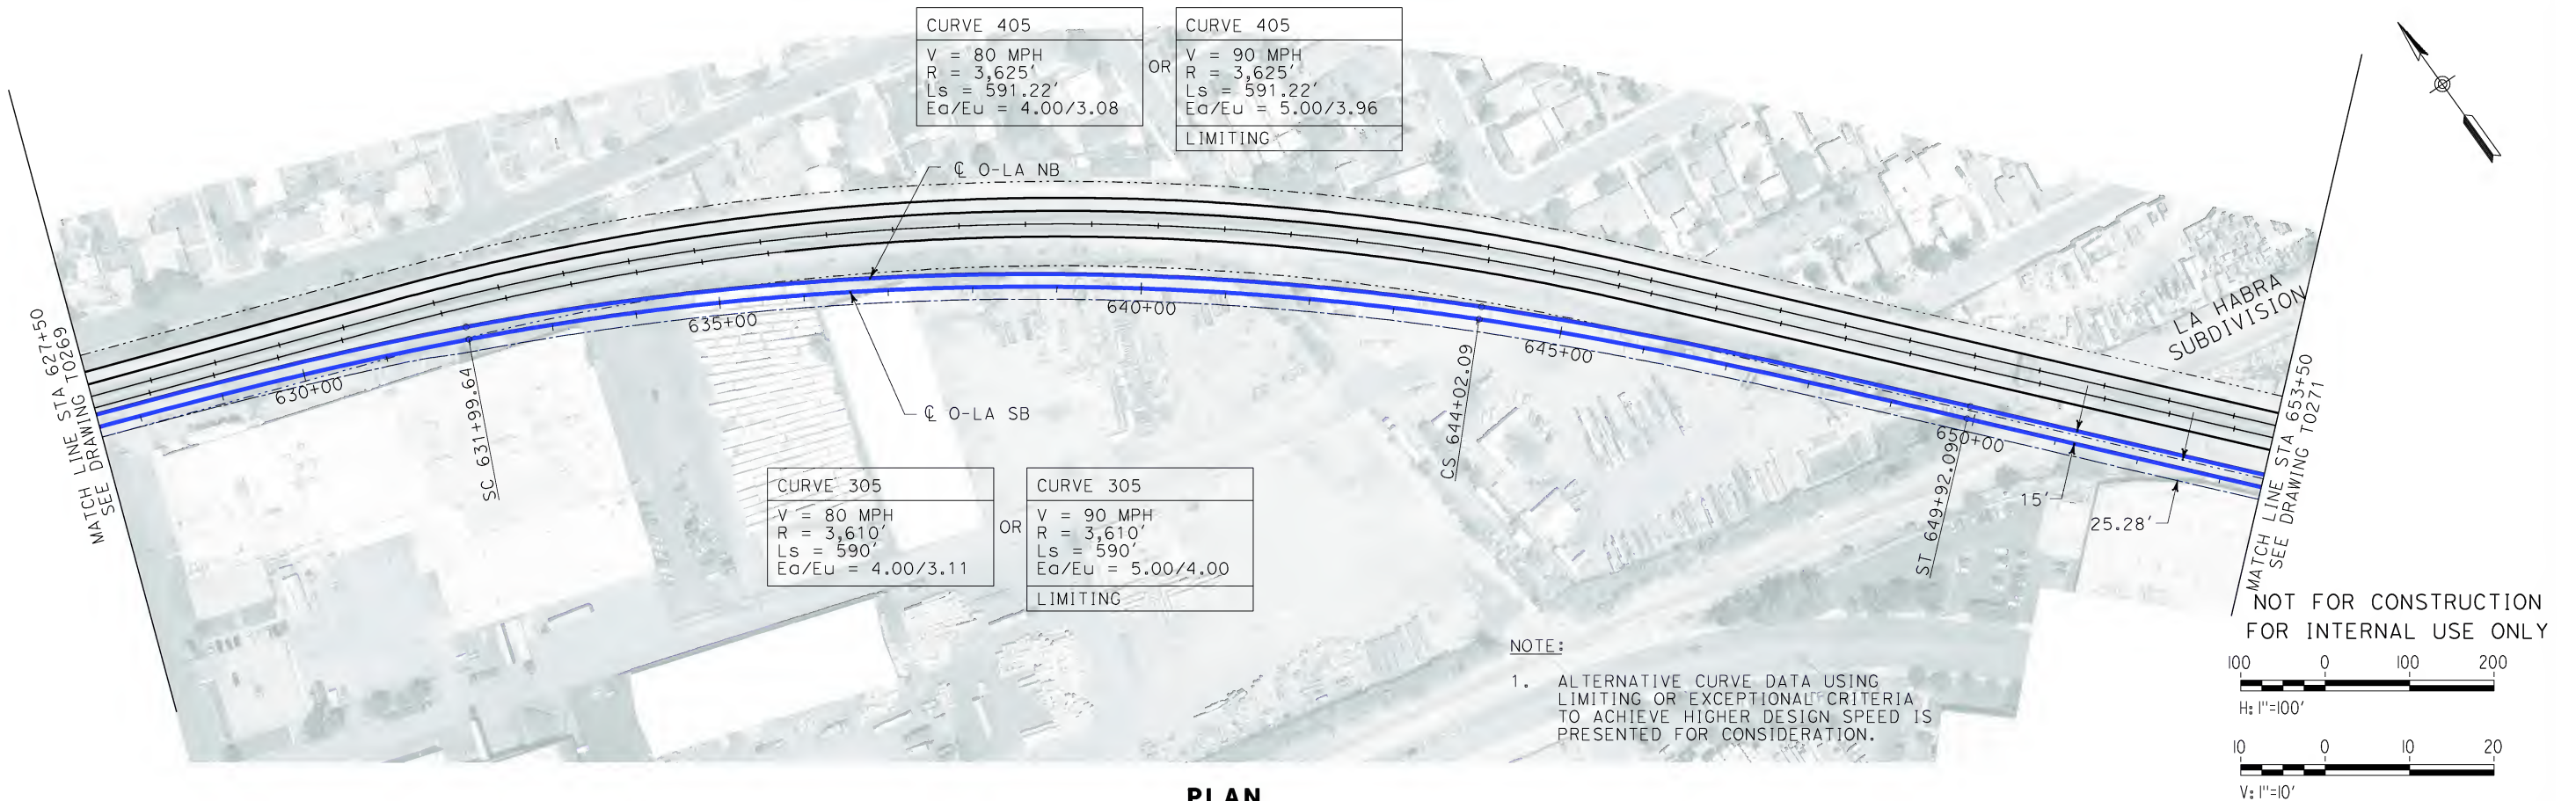 CURVE 405
V = 80 MPH
R = 3,625'
Ls = 591.22'
Ea/Eu = 4.00/3.08
OR
CURVE 405
V = 90 MPH
R = 3,625'
Ls = 591.22'
Ea/Eu = 5.00/3.96
LIMITING
℄ O-LA NB
MATCH LINE STA 627+50
SEE DRAWING T0269
630+00
SC 631+99.64
635+00
640+00
℄ O-LA SB
CS 644+02.09
645+00
ST 649+92.09
650+00
15'
25.28'
LA HABRA
SUBDIVISION
MATCH LINE STA 653+50
SEE DRAWING T0271
CURVE 305
V = 80 MPH
R = 3,610'
Ls = 590'
Ea/Eu = 4.00/3.11
OR
CURVE 305
V = 90 MPH
R = 3,610'
Ls = 590'
Ea/Eu = 5.00/4.00
LIMITING
NOTE:
1. ALTERNATIVE CURVE DATA USING
LIMITING OR EXCEPTIONAL CRITERIA
TO ACHIEVE HIGHER DESIGN SPEED IS
PRESENTED FOR CONSIDERATION.
NOT FOR CONSTRUCTION
FOR INTERNAL USE ONLY
100 0 100 200
H: 1"=100'
10 0 10 20
V: 1"=10'
PLAN